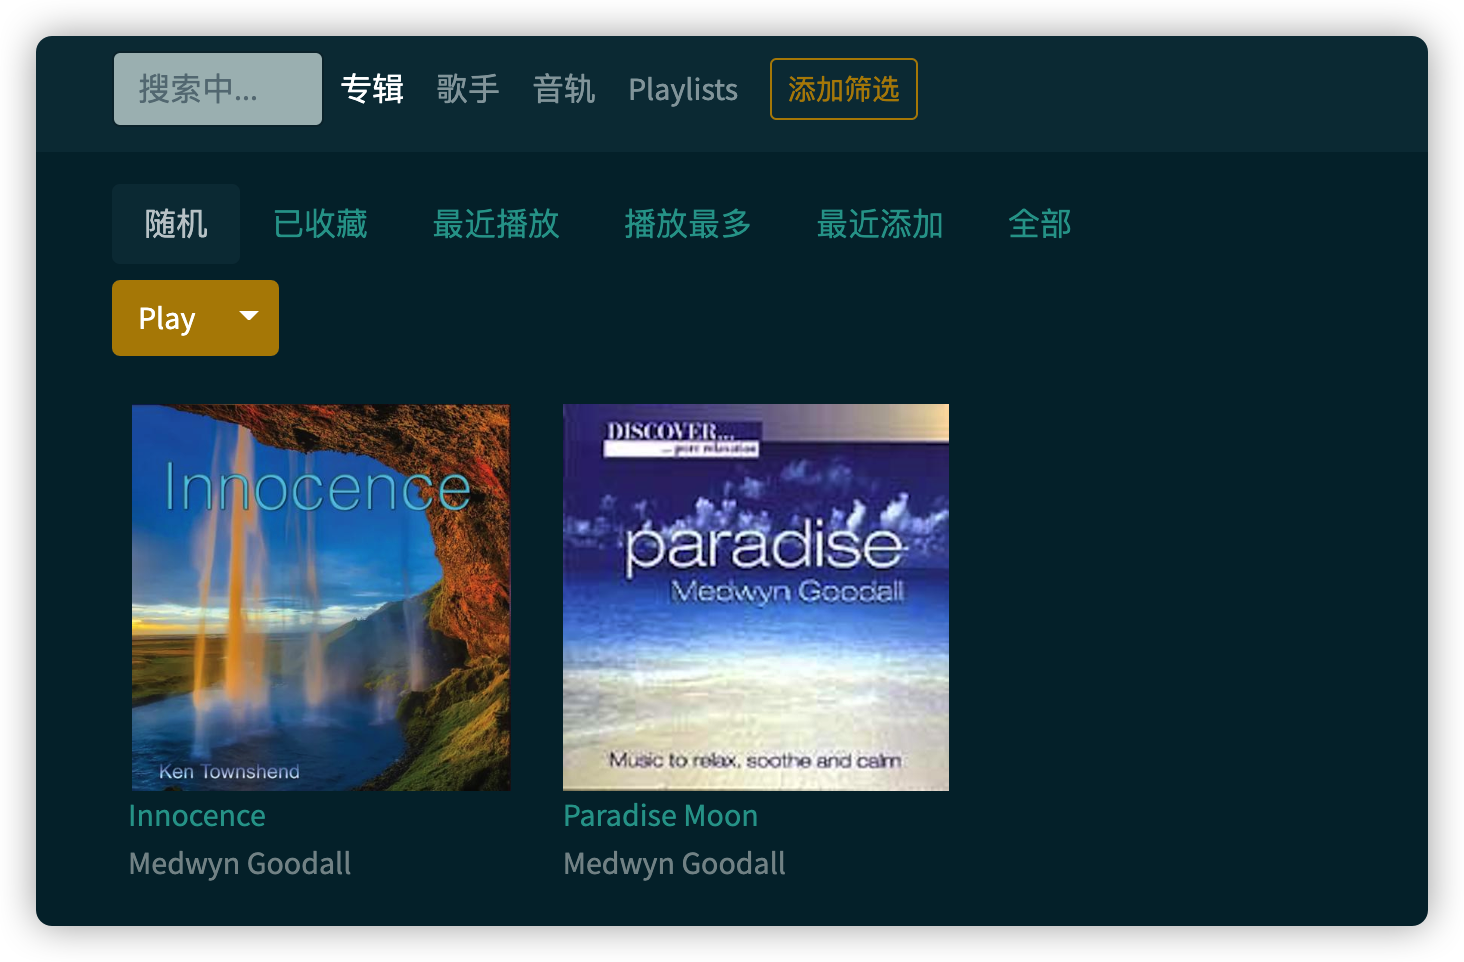 搜索中... 专辑 歌手 音轨 Playlists 添加筛选
随机 已收藏 最近播放 播放最多 最近添加 全部
Play
Innocence
Ken Townshend
DISCOVER...
... pure relaxation
paradise
Medwyn Goodall
Music to relax, soothe and calm
Innocence
Medwyn Goodall
Paradise Moon
Medwyn Goodall